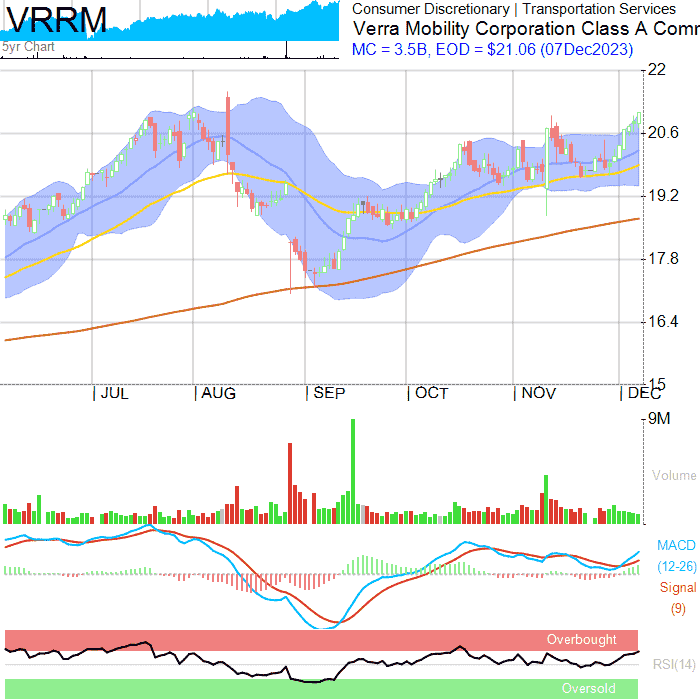 VRRM
5yr Chart
Consumer Discretionary | Transportation Services
Verra Mobility Corporation Class A Comr
MC = 3.5B, EOD = $21.06 (07Dec2023)
22
20.6
19.2
17.8
16.4
15
JUL AUG SEP OCT NOV DEC
9M
Volume
MACD
(12-26)
Signal
(9)
Overbought
RSI(14)
Oversold